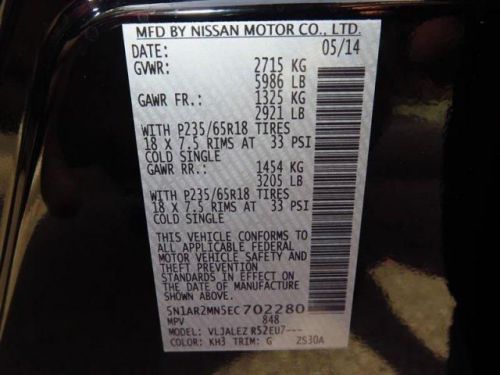 MFD BY NISSAN MOTOR CO., LTD.
DATE: 05/14
GVWR: 2715 KG
5986 LB
GAWR FR.: 1325 KG
2921 LB
WITH P235/65R18 TIRES
18 X 7.5 RIMS AT 33 PSI
COLD SINGLE
GAWR RR.: 1454 KG
3205 LB
WITH P235/65R18 TIRES
18 X 7.5 RIMS AT 33 PSI
COLD SINGLE
THIS VEHICLE CONFORMS TO
ALL APPLICABLE FEDERAL
MOTOR VEHICLE SAFETY AND
THEFT PREVENTION
STANDARDS IN EFFECT ON
THE DATE OF MANUFACTURE
SHOWN ABOVE.
5N1AR2MN5EC702280
MPV 848
MODEL: VLJALEZ R52EU7---
COLOR: KH3 TRIM: G ZS30A